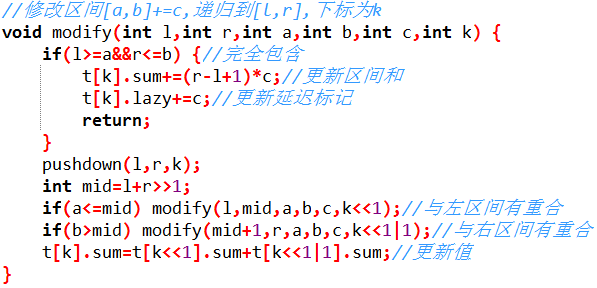 //修改区间[a,b]+=c,递归到[l,r],下标为k
void modify(int l,int r,int a,int b,int c,int k) {
    if(l>=a&&r<=b) {//完全包含
        t[k].sum+=(r-l+1)*c;//更新区间和
        t[k].lazy+=c;//更新延迟标记
        return;
    }
    pushdown(l,r,k);
    int mid=l+r>>1;
    if(a<=mid) modify(l,mid,a,b,c,k<<1);//与左区间有重合
    if(b>mid) modify(mid+1,r,a,b,c,k<<1|1);//与右区间有重合
    t[k].sum=t[k<<1].sum+t[k<<1|1].sum;//更新值
}